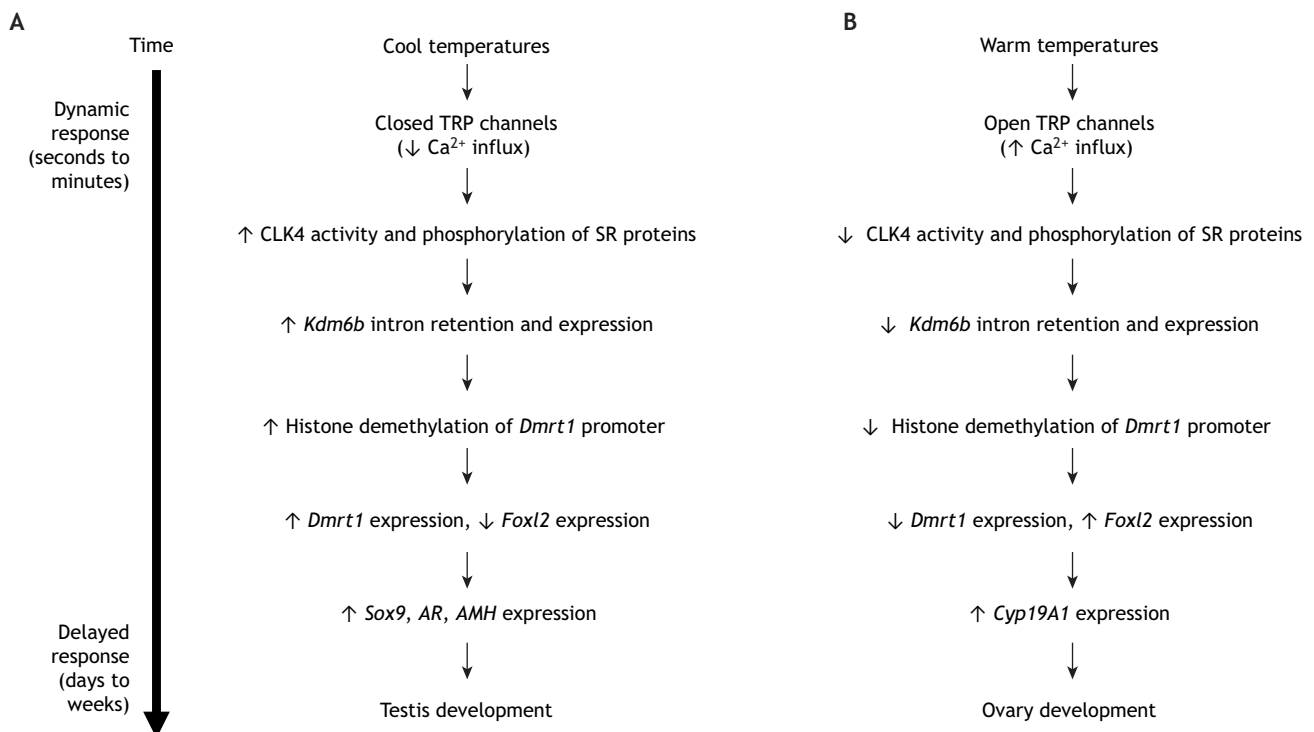 A
Time
Dynamic
response
(seconds to
minutes)
Delayed
response
(days to
weeks)
Cool temperatures
Closed TRP channels
(↓ Ca²⁺ influx)
↑ CLK4 activity and phosphorylation of SR proteins
↑ Kdm6b intron retention and expression
↑ Histone demethylation of Dmrt1 promoter
↑ Dmrt1 expression, ↓ Foxl2 expression
↑ Sox9, AR, AMH expression
Testis development
B
Warm temperatures
Open TRP channels
(↑ Ca²⁺ influx)
↓ CLK4 activity and phosphorylation of SR proteins
↓ Kdm6b intron retention and expression
↓ Histone demethylation of Dmrt1 promoter
↓ Dmrt1 expression, ↑ Foxl2 expression
↑ Cyp19A1 expression
Ovary development